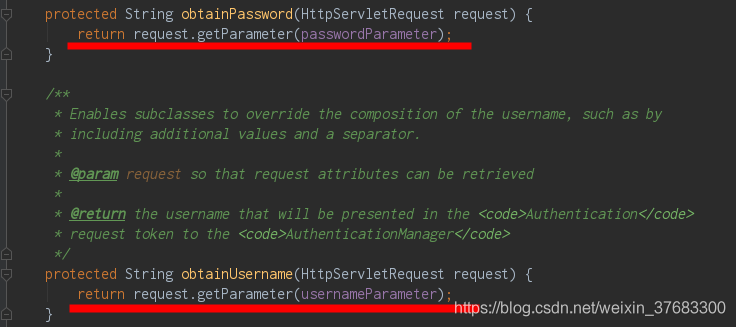 protected String obtainPassword(HttpServletRequest request) {
return request.getParameter(passwordParameter);
}
/**
* Enables subclasses to override the composition of the username, such as by
* including additional values and a separator.
*
* @param request so that request attributes can be retrieved
*
* @return the username that will be presented in the <code>Authentication</code>
* request token to the <code>AuthenticationManager</code>
*/
protected String obtainUsername(HttpServletRequest request) {
return request.getParameter(usernameParameter);
}
https://blog.csdn.net/weixin_37683300